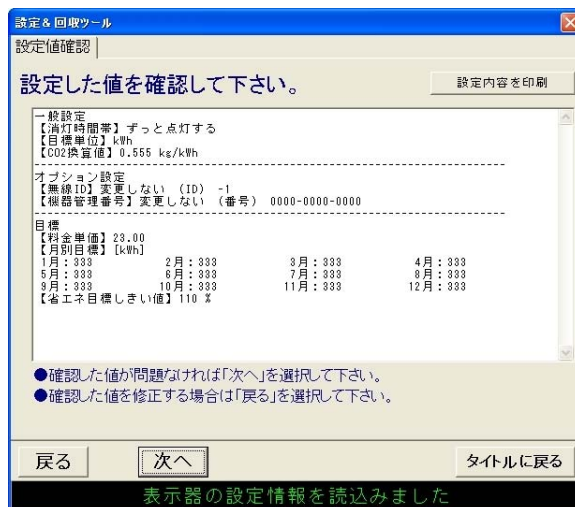 設定&回収ツール
設定値確認
設定した値を確認して下さい。
設定内容を印刷
一般設定
【消灯時間帯】ずっと点灯する
【目標単位】kWh
【CO2換算値】0.555 kg/kWh
--------------------------------------------------
オプション設定
【無線ID】変更しない (ID) -1
【機器管理番号】変更しない (番号) 0000-0000-0000
--------------------------------------------------
目標
【料金単価】23.00
【月別目標】[kWh]
1月:333 2月:333 3月:333 4月:333
5月:333 6月:333 7月:333 8月:333
9月:333 10月:333 11月:333 12月:333
【省エネ目標しきい値】110 %
●確認した値が問題なければ「次へ」を選択して下さい。
●確認した値を修正する場合は「戻る」を選択して下さい。
戻る 次へ タイトルに戻る
表示器の設定情報を読込みました